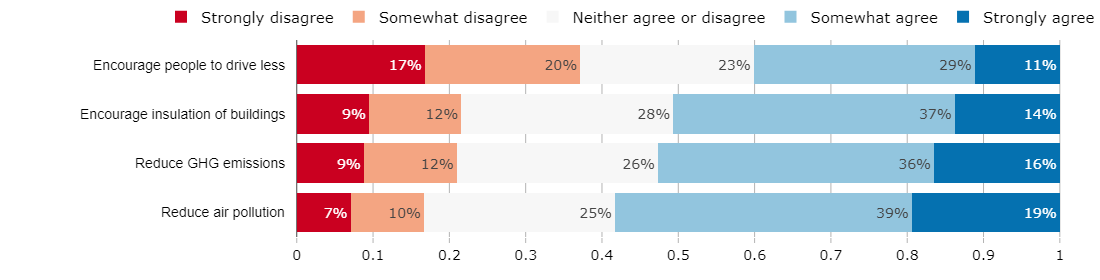 Strongly disagree Somewhat disagree Neither agree or disagree Somewhat agree Strongly agree
Encourage people to drive less 17% 20% 23% 29% 11%
Encourage insulation of buildings 9% 12% 28% 37% 14%
Reduce GHG emissions 9% 12% 26% 36% 16%
Reduce air pollution 7% 10% 25% 39% 19%
0 0.1 0.2 0.3 0.4 0.5 0.6 0.7 0.8 0.9 1